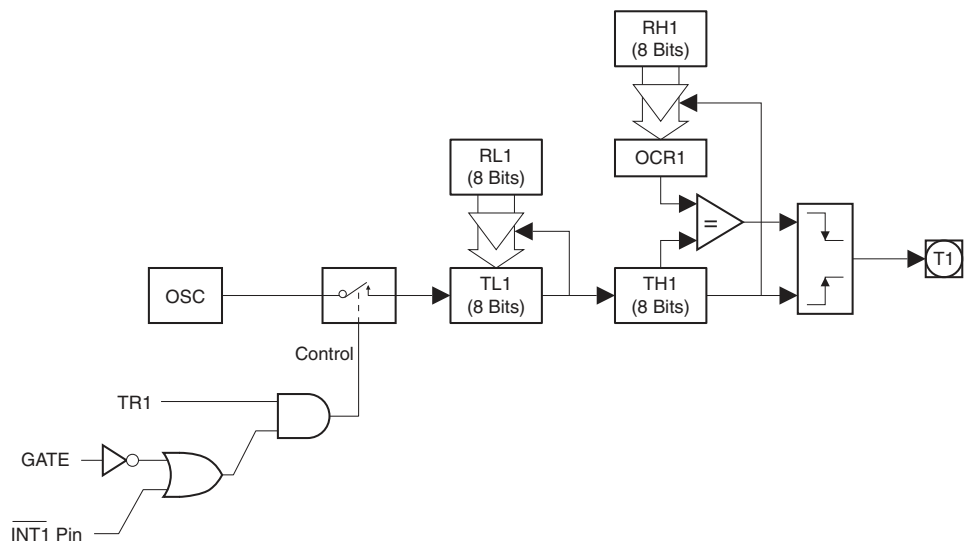 RH1
(8 Bits)
RL1
(8 Bits)
OCR1
=
OSC
TL1
(8 Bits)
TH1
(8 Bits)
T1
Control
TR1
GATE
INT1 Pin